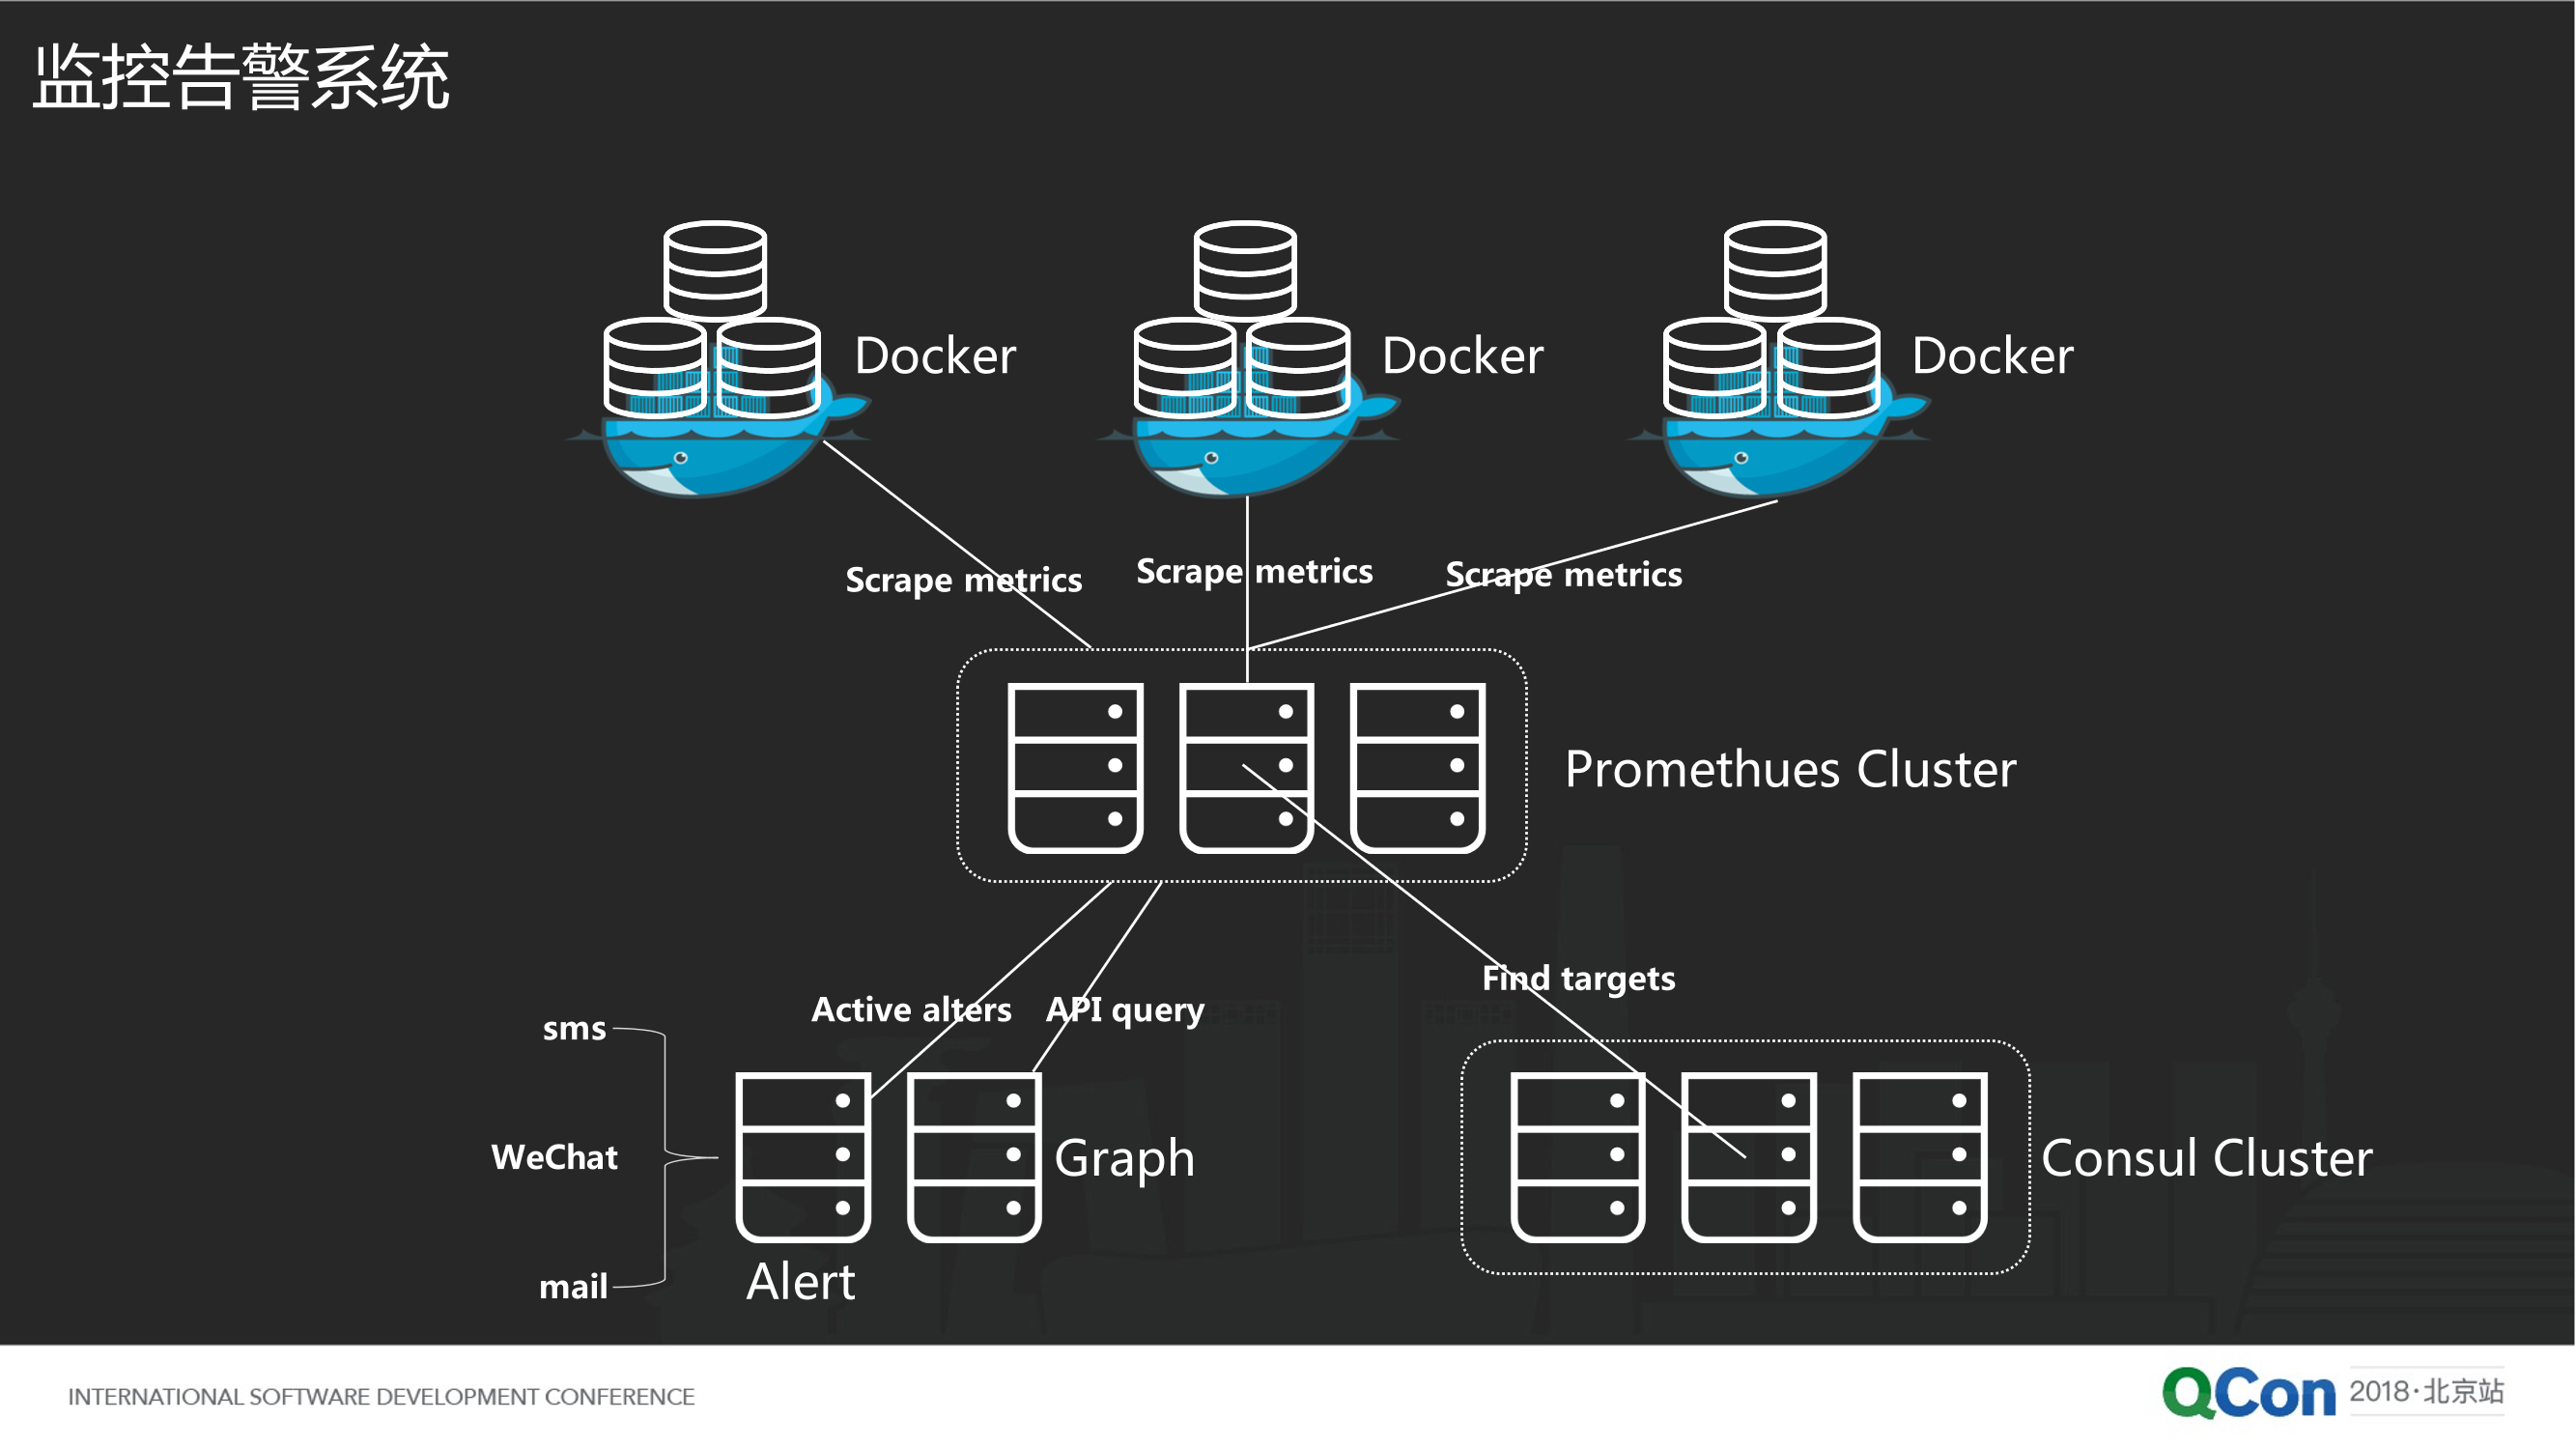 监控告警系统
Docker
Docker
Docker
Scrape metrics
Scrape metrics
Scrape metrics
Promethues Cluster
Active alters
API query
Find targets
sms
WeChat
mail
Alert
Graph
Consul Cluster
INTERNATIONAL SOFTWARE DEVELOPMENT CONFERENCE
QCon 2018·北京站